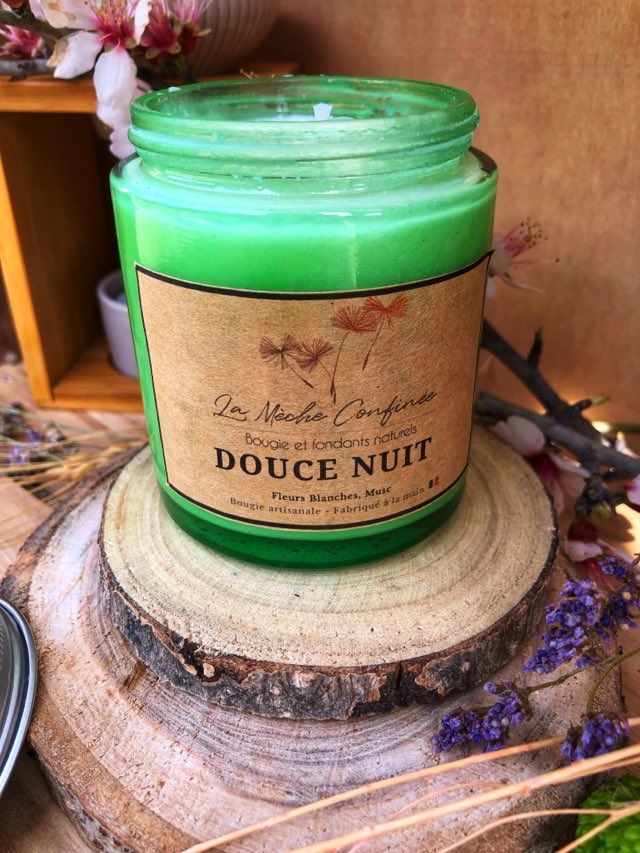 La Mèche Confinée
Bougie et fondants naturels
DOUCE NUIT
Fleurs Blanches, Musc
Bougie artisanale - Fabriqué à la main